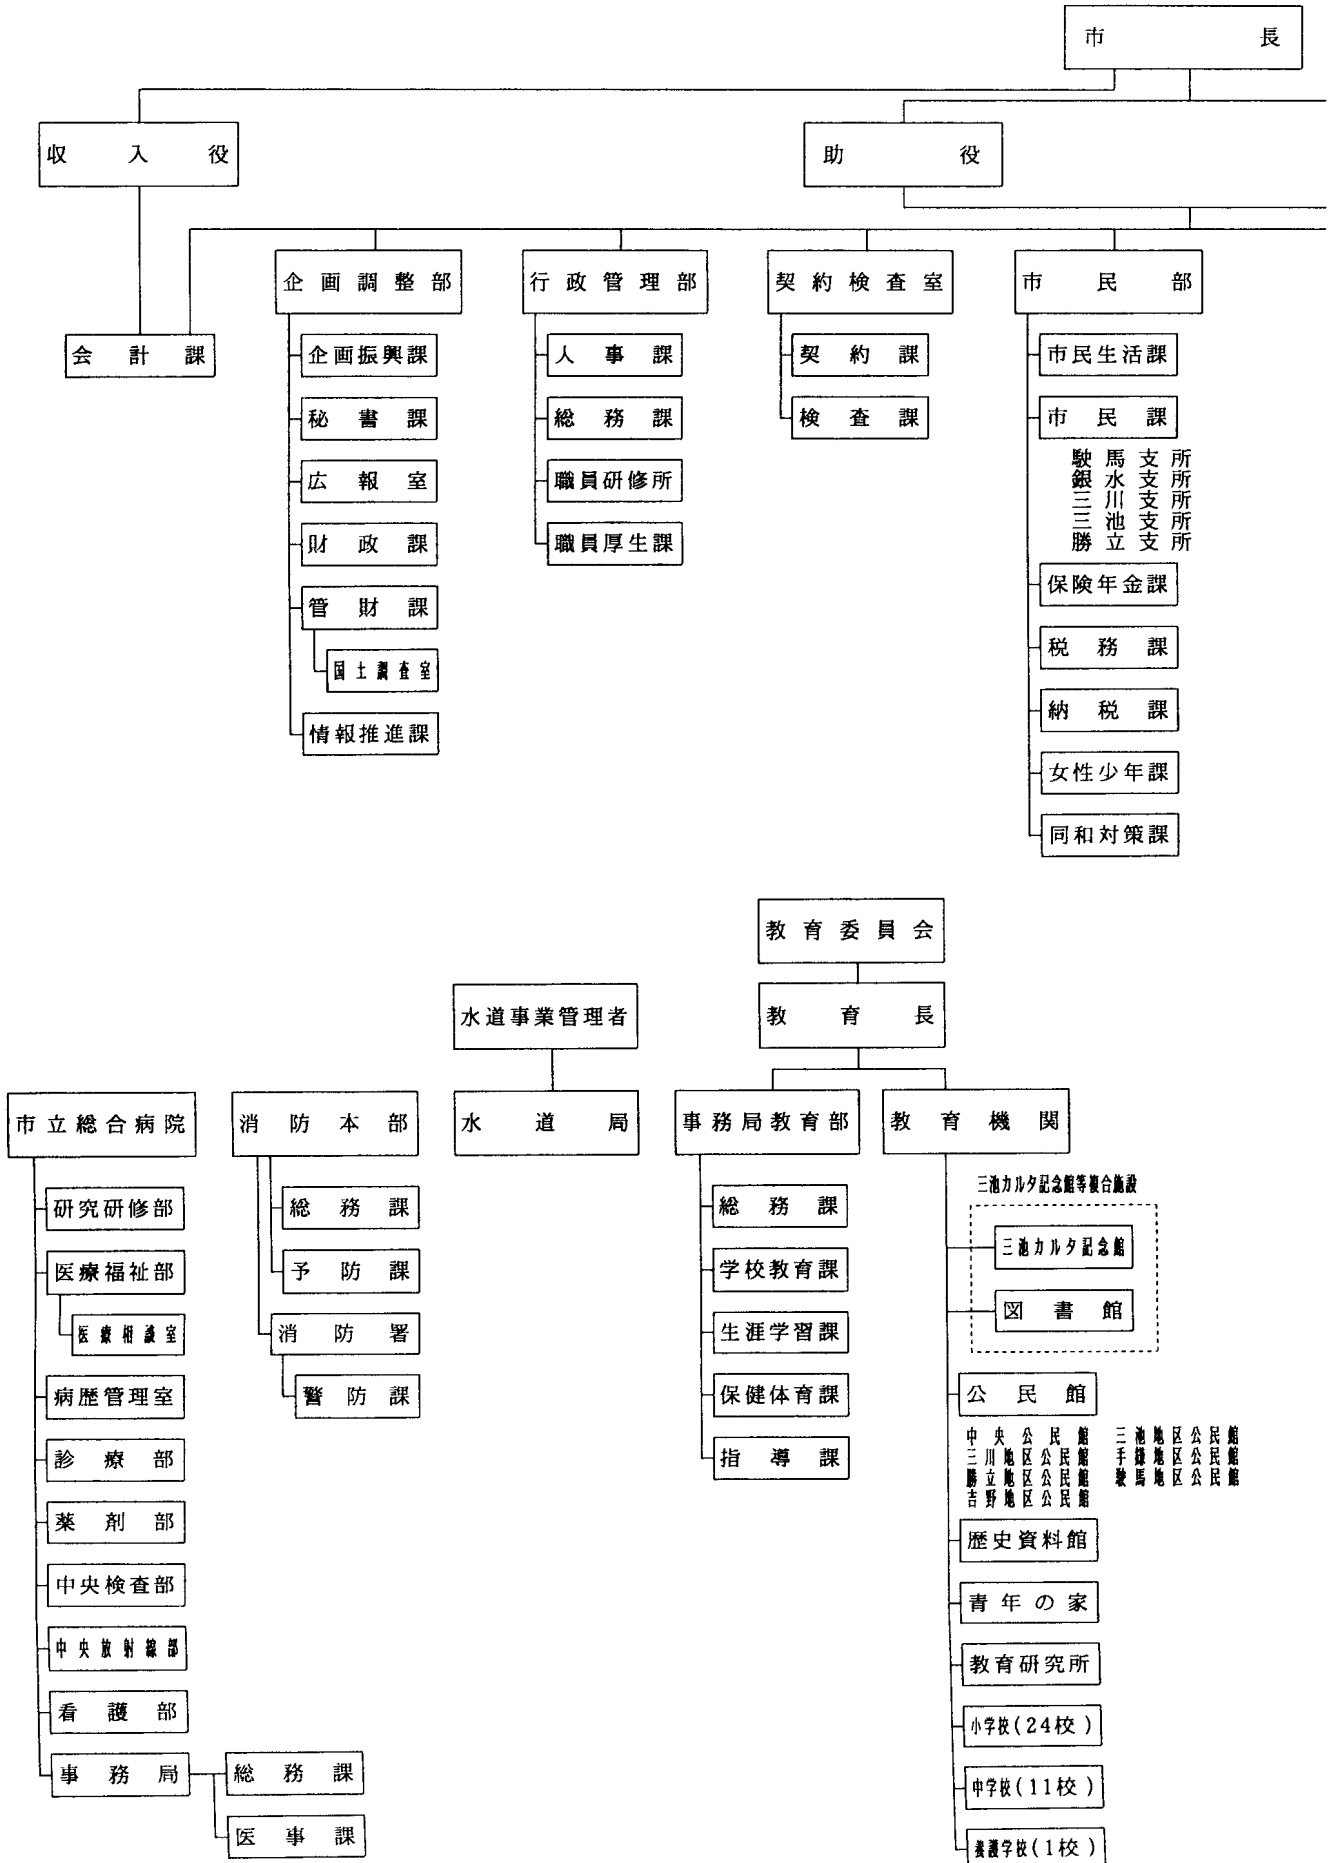 市長
収入役
助役
会計課
企画調整部
企画振興課
秘書課
広報室
財政課
管財課
国土調査室
情報推進課
行政管理部
人事課
総務課
職員研修所
職員厚生課
契約検査室
契約課
検査課
市民部
市民生活課
市民課
駛馬支所
銀水支所
三川支所
三池支所
勝立支所
保険年金課
税務課
納税課
女性少年課
同和対策課
市立総合病院
研究研修部
医療福祉部
医療相談室
病歴管理室
診療部
薬剤部
中央検査部
中央放射線部
看護部
事務局
総務課
医事課
消防本部
総務課
予防課
消防署
警防課
水道事業管理者
水道局
教育委員会
教育長
事務局教育部
総務課
学校教育課
生涯学習課
保健体育課
指導課
教育機関
三池カルタ記念館等複合施設
三池カルタ記念館
図書館
公民館
中央公民館
三川地区公民館
勝立地区公民館
吉野地区公民館
三池地区公民館
手鎌地区公民館
駛馬地区公民館
歴史資料館
青年の家
教育研究所
小学校(24校)
中学校(11校)
養護学校(1校)